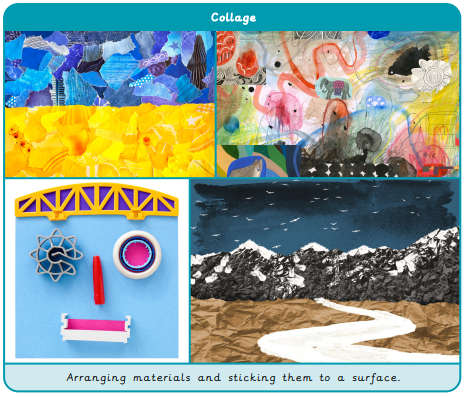 Collage
Arranging materials and sticking them to a surface.